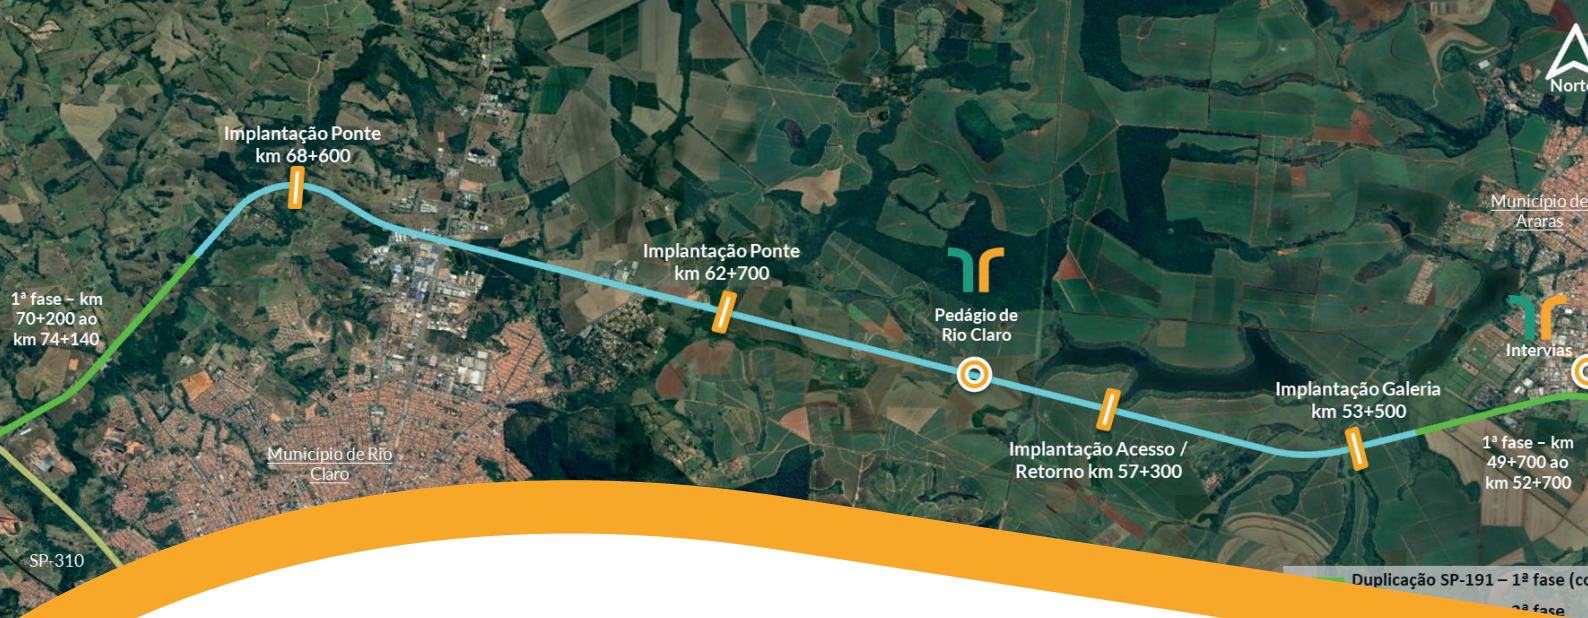 Norte
Implantação Ponte
km 68+600
Município de
Araras
Implantação Ponte
km 62+700
1ª fase – km
70+200 ao
km 74+140
Pedágio de
Rio Claro
Intervias
Implantação Galeria
km 53+500
Implantação Acesso /
Retorno km 57+300
1ª fase – km
49+700 ao
km 52+700
Município de Rio
Claro
SP-310
Duplicação SP-191 – 1ª fase (co
2ª fase